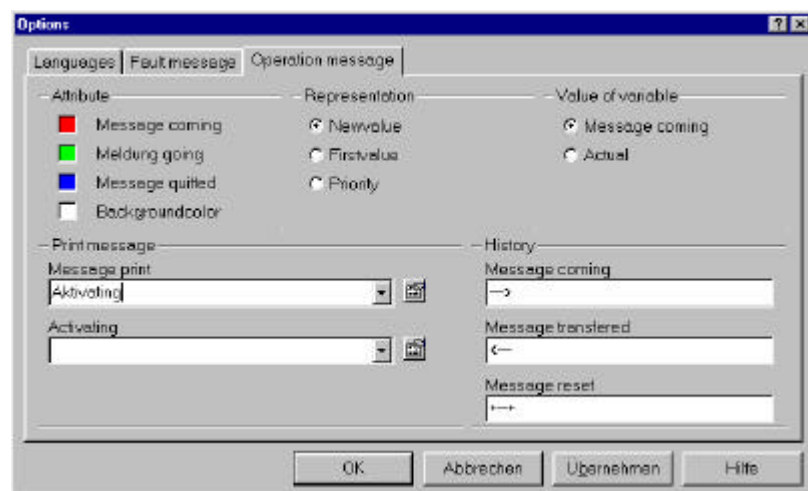 Options
Languages Fault message Operation message
Attribute Representation Value of variable
Message coming Newvalue Message coming
Meldung going Firstvalue Actual
Message quitted Priority
Backgroundcolor
Print message History
Message print Message coming
Aktivating --->
Activating Message transfered
<---
Message reset
+--+
OK Abbrechen Übernehmen Hilfe